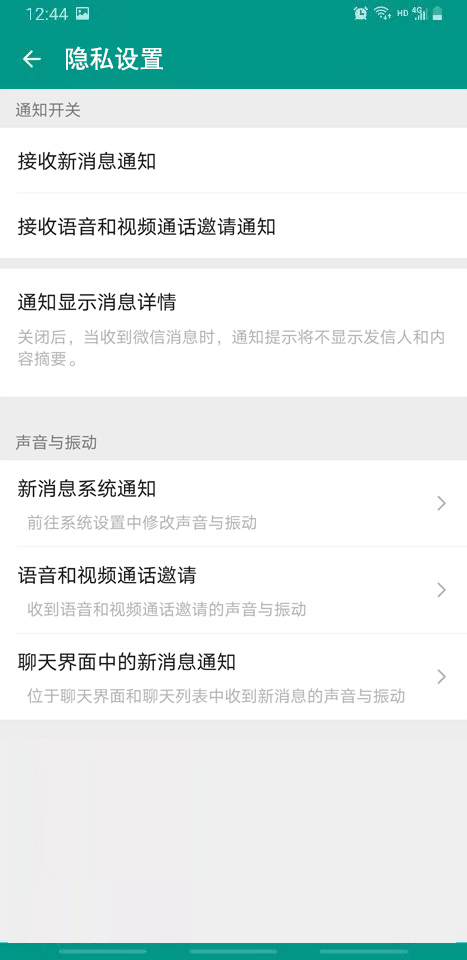 12:44 HD 4G
隐私设置
通知开关
接收新消息通知
接收语音和视频通话邀请通知
通知显示消息详情
关闭后，当收到微信消息时，通知提示将不显示发信人和内
容摘要。
声音与振动
新消息系统通知
前往系统设置中修改声音与振动
语音和视频通话邀请
收到语音和视频通话邀请的声音与振动
聊天界面中的新消息通知
位于聊天界面和聊天列表中收到新消息的声音与振动